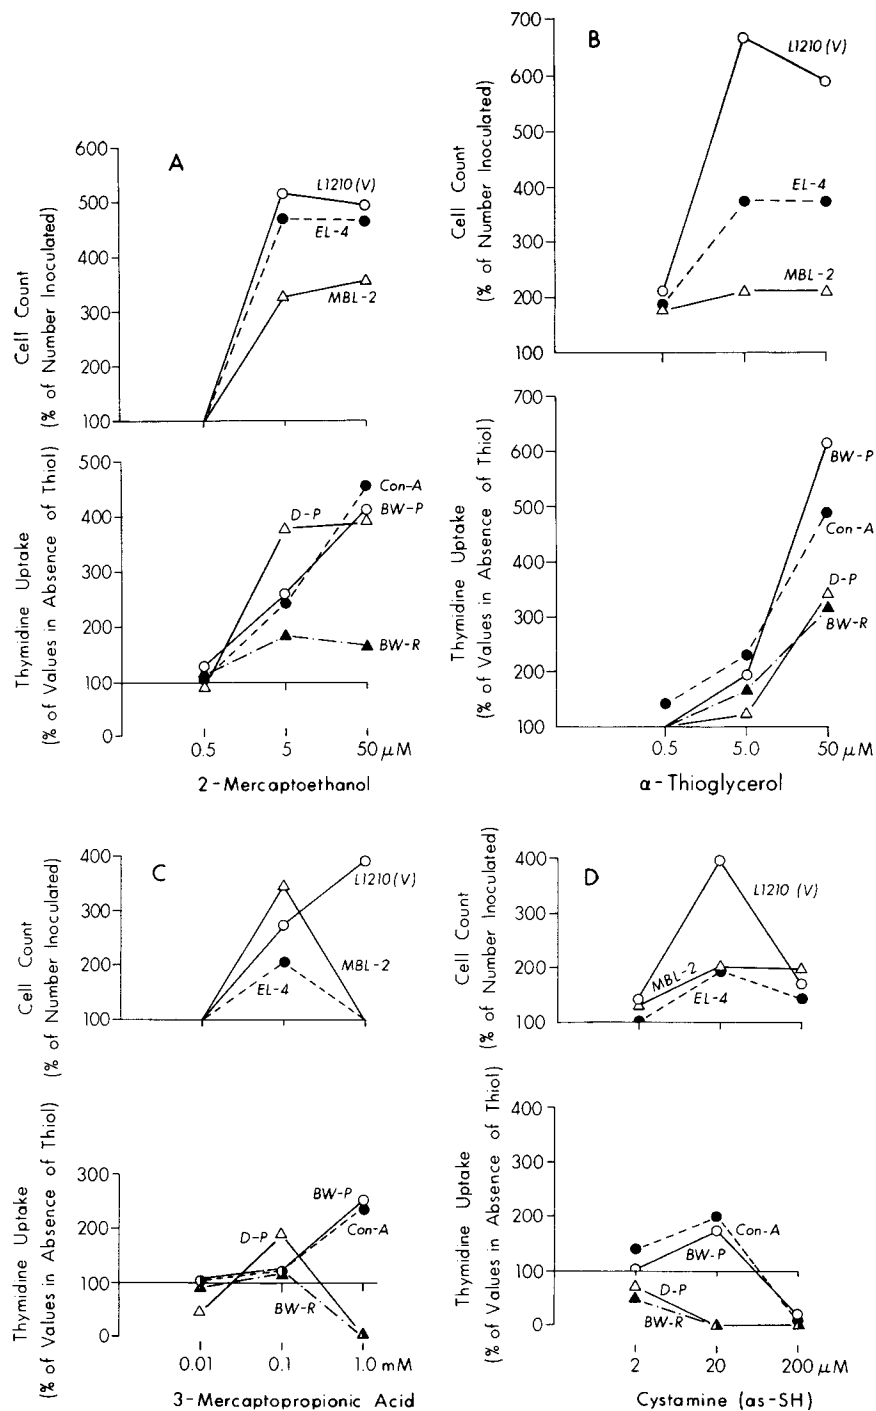 A
Cell Count
(% of Number Inoculated)
600
500
400
300
200
100
L1210 (V)
EL-4
MBL-2
Thymidine Uptake
(% of Values in Absence of Thiol)
500
400
300
200
100
0
D-P
Con-A
BW-P
BW-R
0.5
5
50 µM
2-Mercaptoethanol
B
Cell Count
(% of Number Inoculated)
700
600
500
400
300
200
100
L1210 (V)
EL-4
MBL-2
Thymidine Uptake
(% of Values in Absence of Thiol)
700
600
500
400
300
200
100
BW-P
Con-A
D-P
BW-R
0.5
5.0
50 µM
α-Thioglycerol
C
Cell Count
(% of Number Inoculated)
400
300
200
100
L1210 (V)
MBL-2
EL-4
Thymidine Uptake
(% of Values in Absence of Thiol)
300
200
100
0
BW-P
Con-A
D-P
BW-R
0.01
0.1
1.0 mM
3-Mercaptopropionic Acid
D
Cell Count
(% of Number Inoculated)
400
300
200
100
L1210 (V)
MBL-2
EL-4
Thymidine Uptake
(% of Values in Absence of Thiol)
400
300
200
100
0
Con-A
BW-P
D-P
BW-R
2
20
200 µM
Cystamine (as-SH)